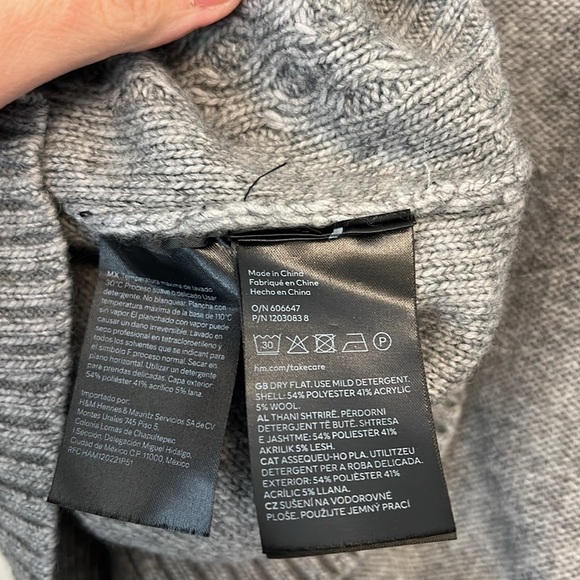 MX Temperatura máxima de lavado
30°C Proceso suave o delicado Usar
detergente. No blanquear. Plancha con
temperatura máxima de la base de 110°C
sin vapor El planchado con vapor puede
causar un dano irreversible. Lavado en
seco profesional en tetracloroetileno y
todos los solventes que se indican para
el símbolo F proceso normal. Secar en
plano horizontal. Utilizar un detergente
para prendas delicadas. Capa exterior:
54% poliéster 41% acrílico 5% lana
Importado por:
H&M Hennes & Mauritz Servicios SA de CV
Montes Urales 745 Piso 5.
Colonia Lomas de Chapultepec
I Sección, Delegación Miguel Hidalgo,
Ciudad de México C.P. 11000, México
RFC HAM120221P51
Made in China
Fabriqué en Chine
Hecho en China
O/N 606647
P/N 1203083 8
30 P
hm.com/takecare
GB DRY FLAT. USE MILD DETERGENT.
SHELL: 54% POLYESTER 41% ACRYLIC
5% WOOL.
AL THANI SHTRIRË. PËRDORNI
DETERGJENT TË BUTË. SHTRESA
E JASHTME: 54% POLIESTER 41%
AKRILIK 5% LESH.
CAT ASSEQUEU-HO PLA. UTILITZEU
DETERGENT PER A ROBA DELICADA.
EXTERIOR: 54% POLIÈSTER 41%
ACRÍLIC 5% LLANA.
CZ SUŠENÍ NA VODOROVNÉ
PLOŠE. POUŽIJTE JEMNÝ PRACÍ